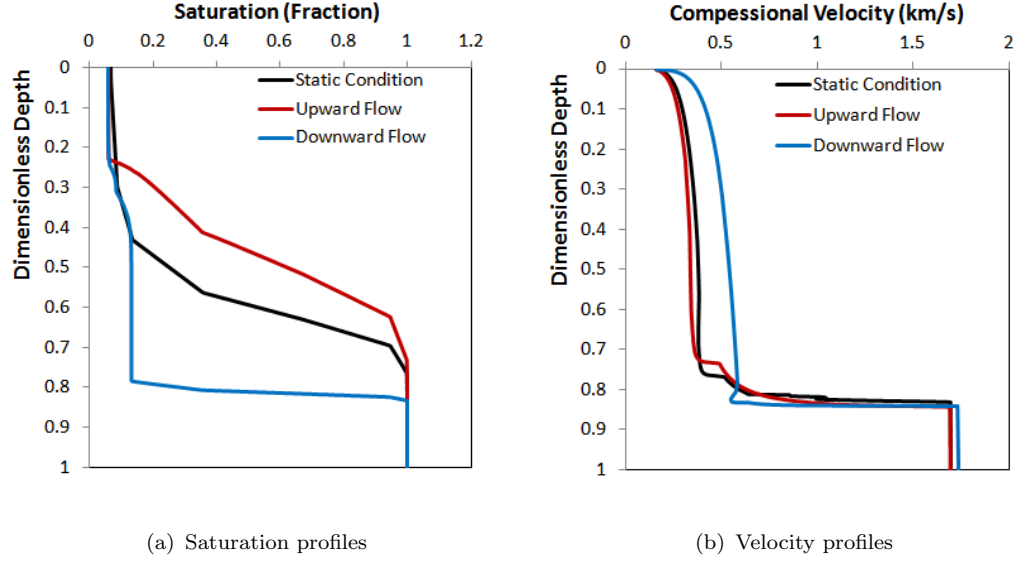 Saturation (Fraction)
0 0.2 0.4 0.6 0.8 1 1.2
Dimensionless Depth
0
0.1
0.2
0.3
0.4
0.5
0.6
0.7
0.8
0.9
1
Static Condition
Upward Flow
Downward Flow
(a) Saturation profiles
Compessional Velocity (km/s)
0 0.5 1 1.5 2
Dimensionless Depth
0
0.1
0.2
0.3
0.4
0.5
0.6
0.7
0.8
0.9
1
Static Condition
Upward Flow
Downward Flow
(b) Velocity profiles